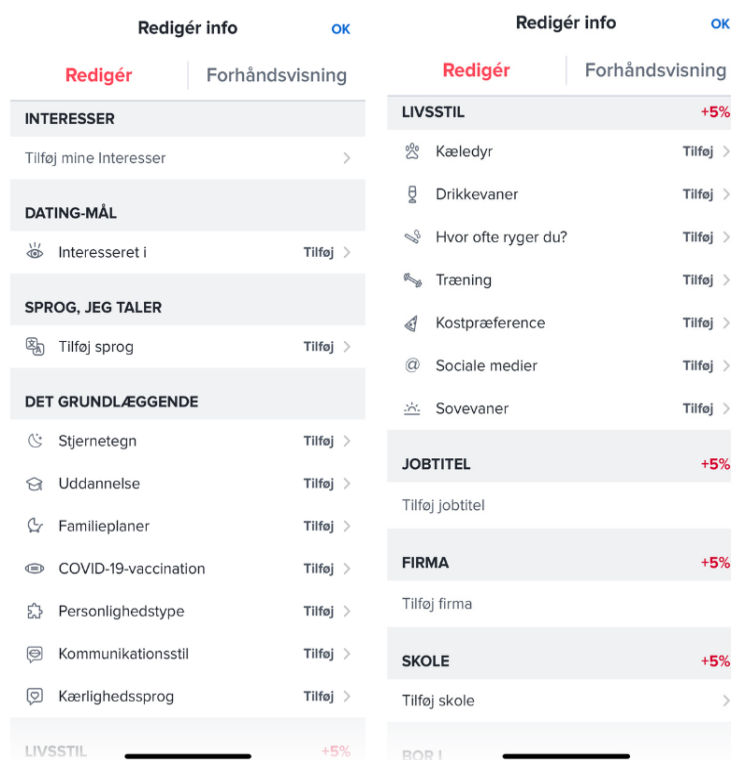 Redigér info OK
Redigér Forhåndsvisning
INTERESSER
Tilføj mine Interesser
DATING-MÅL
Interesseret i Tilføj
SPROG, JEG TALER
Tilføj sprog Tilføj
DET GRUNDLÆGGENDE
Stjernetegn Tilføj
Uddannelse Tilføj
Familieplaner Tilføj
COVID-19-vaccination Tilføj
Personlighedstype Tilføj
Kommunikationsstil Tilføj
Kærlighedssprog Tilføj
LIVSSTIL +5%
Redigér info OK
Redigér Forhåndsvisning
LIVSSTIL +5%
Kæledyr Tilføj
Drikkevaner Tilføj
Hvor ofte ryger du? Tilføj
Træning Tilføj
Kostpræference Tilføj
Sociale medier Tilføj
Sovevaner Tilføj
JOBTITEL +5%
Tilføj jobtitel
FIRMA +5%
Tilføj firma
SKOLE +5%
Tilføj skole
BOR I